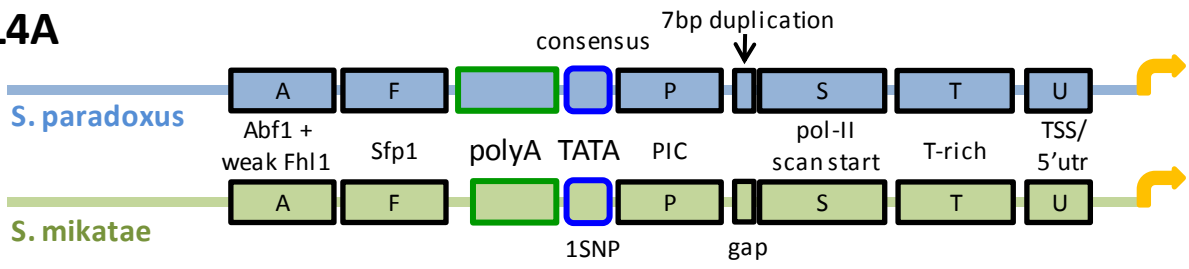 L4A
7bp duplication
consensus
A F P S T U
S. paradoxus
Abf1 +
weak Fhl1
Sfp1
polyA
TATA
PIC
pol-II
scan start
T-rich
TSS/
5'utr
A F P S T U
S. mikatae
1SNP
gap